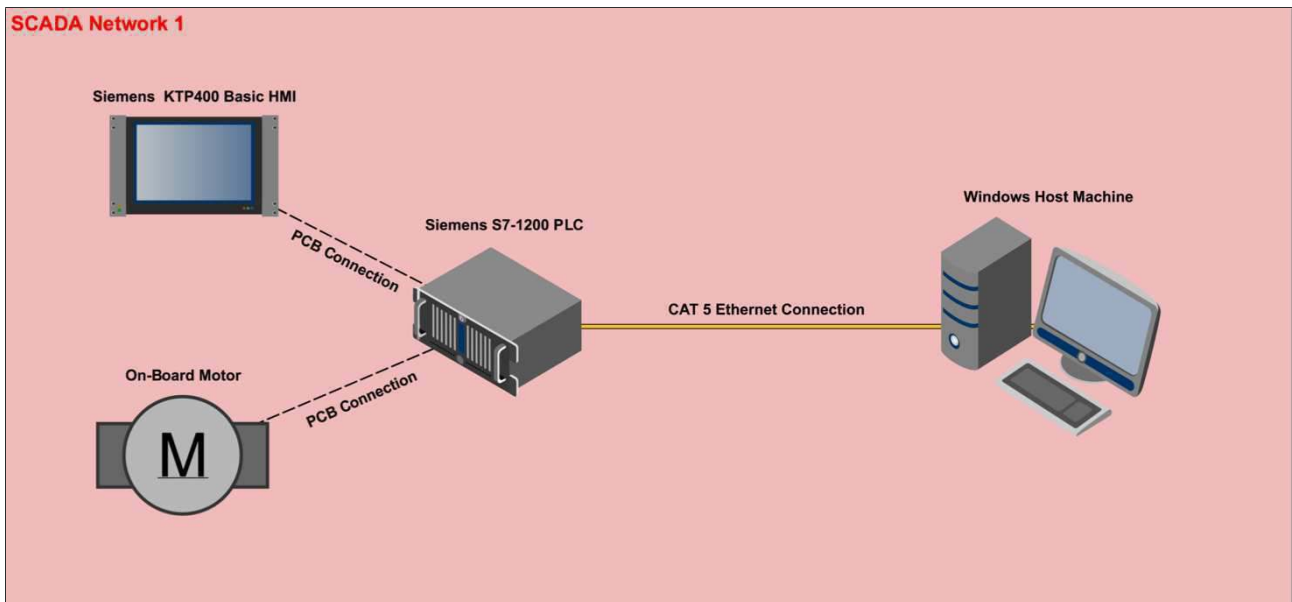 SCADA Network 1
Siemens KTP400 Basic HMI
Windows Host Machine
Siemens S7-1200 PLC
PCB Connection
CAT 5 Ethernet Connection
On-Board Motor
PCB Connection
M